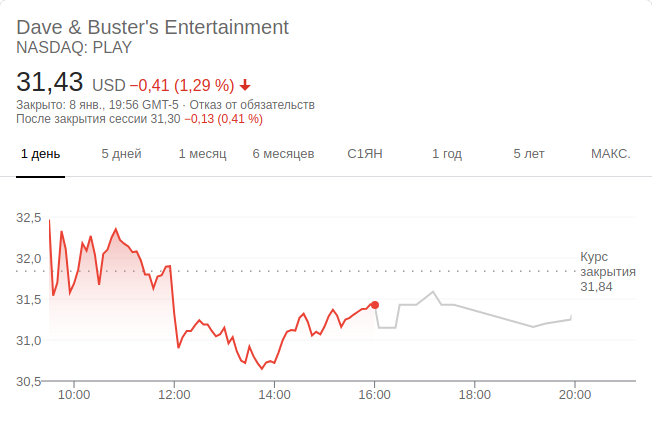 Dave & Buster's Entertainment
NASDAQ: PLAY
31,43 USD −0,41 (1,29 %)
Закрыто: 8 янв., 19:56 GMT-5 · Отказ от обязательств
После закрытия сессии 31,30 −0,13 (0,41 %)
1 день 5 дней 1 месяц 6 месяцев С1ЯН 1 год 5 лет МАКС.
32,5
32,0
31,5
31,0
30,5
Курс
закрытия
31,84
10:00 12:00 14:00 16:00 18:00 20:00